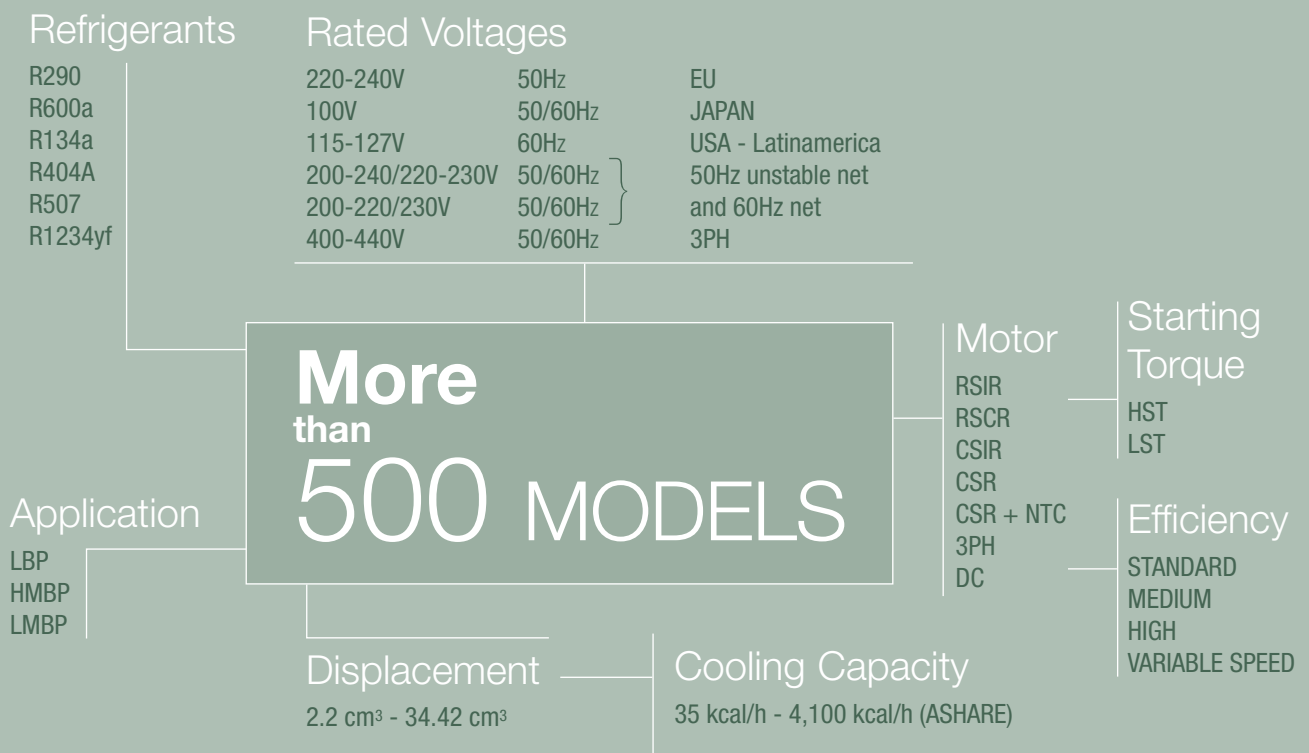 Refrigerants
R290
R600a
R134a
R404A
R507
R1234yf
Rated Voltages
220-240V 50Hz EU
100V 50/60Hz JAPAN
115-127V 60Hz USA - Latinamerica
200-240/220-230V 50/60Hz 50Hz unstable net
200-220/230V 50/60Hz and 60Hz net
400-440V 50/60Hz 3PH
More
than
500 MODELS
Motor
RSIR
RSCR
CSIR
CSR
CSR + NTC
3PH
DC
Starting
Torque
HST
LST
Efficiency
STANDARD
MEDIUM
HIGH
VARIABLE SPEED
Application
LBP
HMBP
LMBP
Displacement
2.2 cm³ - 34.42 cm³
Cooling Capacity
35 kcal/h - 4,100 kcal/h (ASHARE)